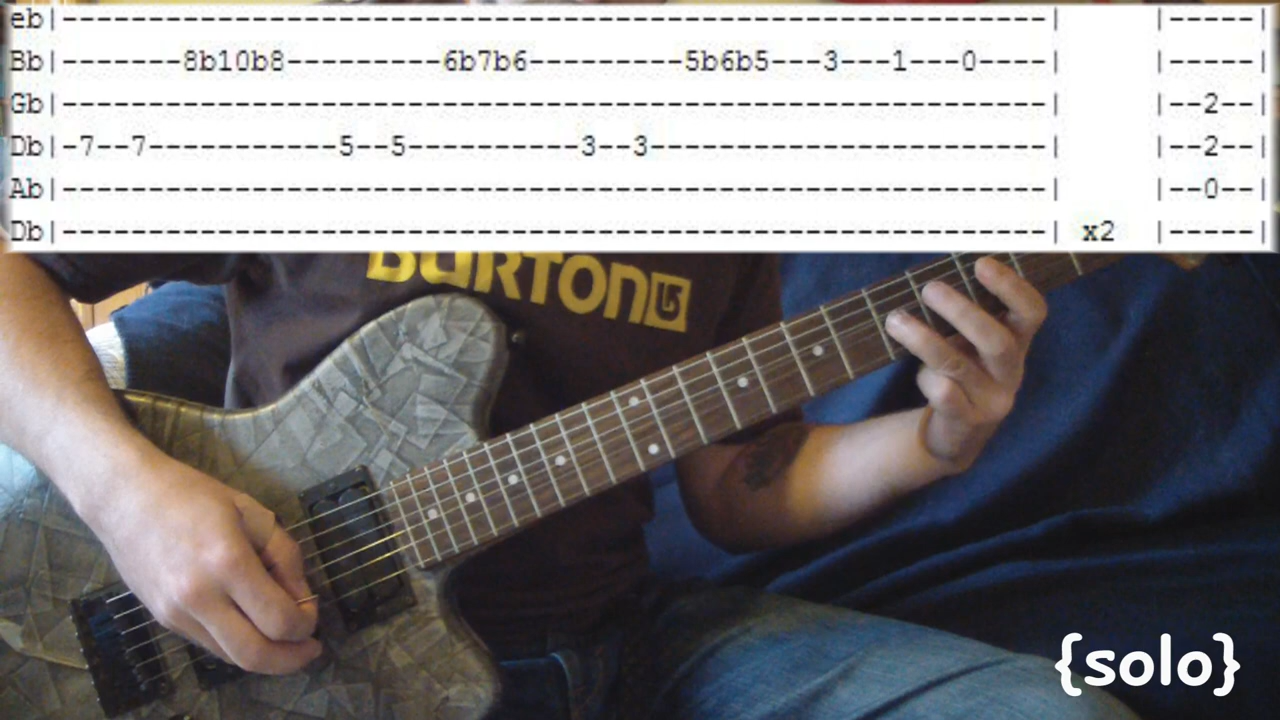 eb|---------------------------------------------------------| |-----|
Bb|-------8b10b8---------6b7b6---------5b6b5---3---1---0----| |-----|
Gb|---------------------------------------------------------| |--2--|
Db|-7--7-----------5--5----------3--3-----------------------| |--2--|
Ab|---------------------------------------------------------| |--0--|
Db|---------------------------------------------------------| x2 |-----|
BURTON
{solo}